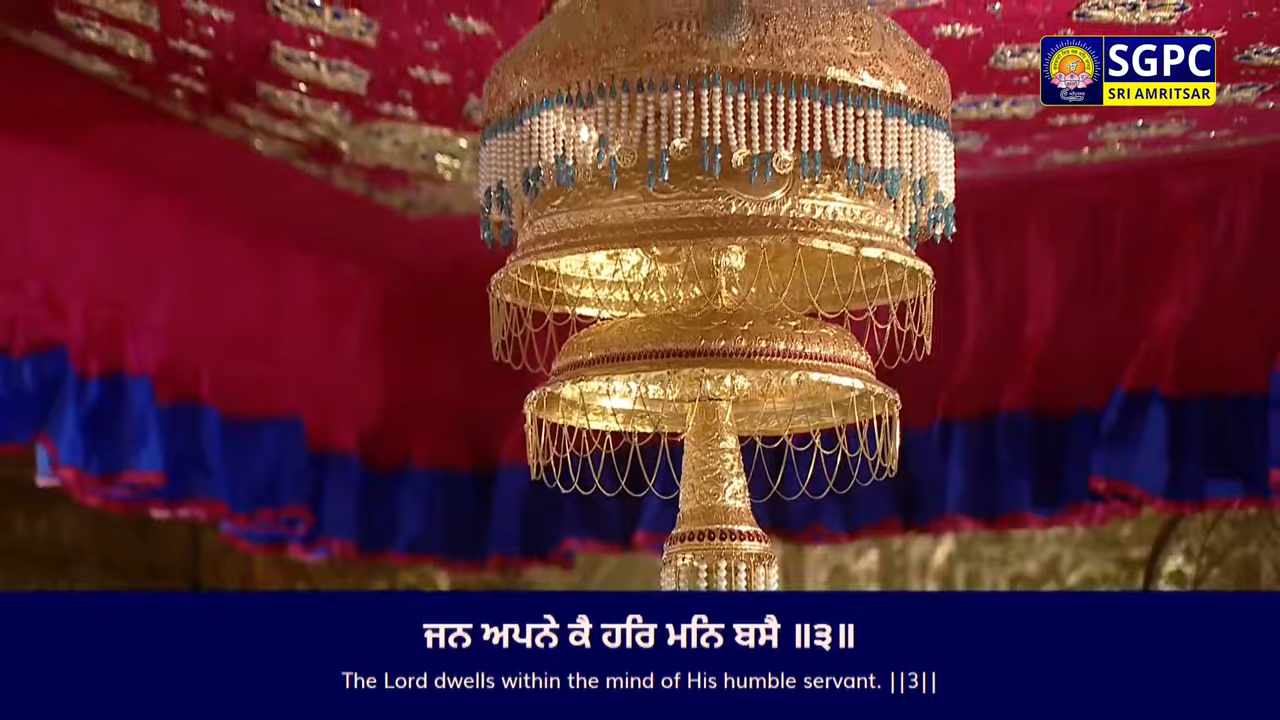 SGPC
SRI AMRITSAR
ਜਨ ਅਪਨੇ ਕੈ ਹਰਿ ਮਨਿ ਬਸੈ ॥੩॥
The Lord dwells within the mind of His humble servant. ||3||